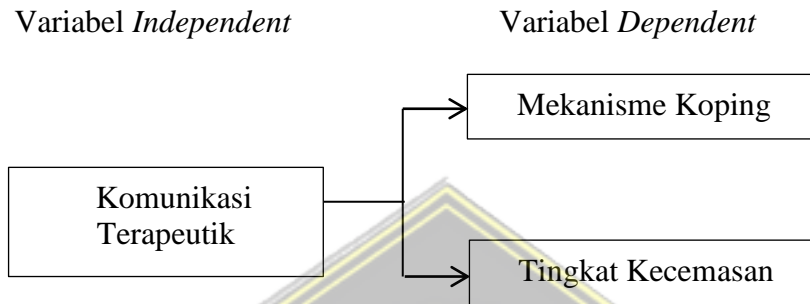 Variabel Independent
Variabel Dependent
Mekanisme Koping
Komunikasi
Terapeutik
Tingkat Kecemasan